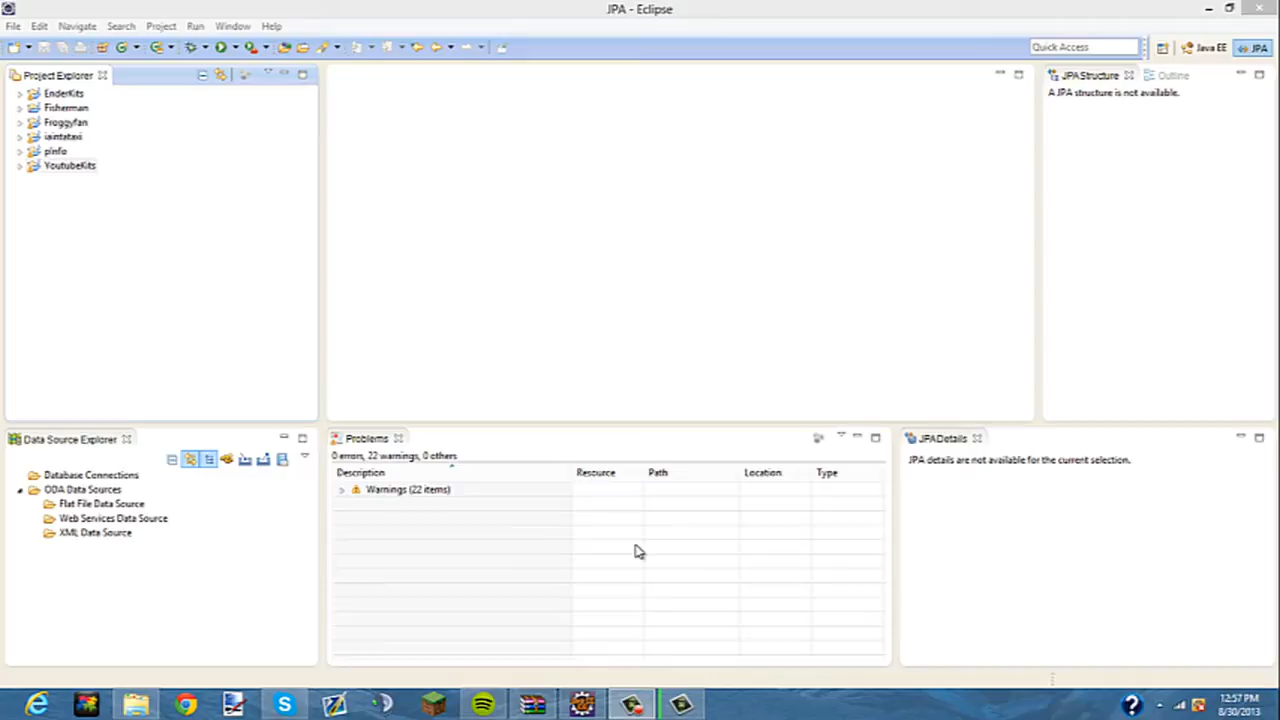 JPA - Eclipse
File Edit Navigate Search Project Run Window Help
Quick Access
Java EE
JPA
Project Explorer
EnderKits
Fisherman
Froggyfan
iaintataxi
pinfo
YoutubeKits
JPA Structure
Outline
A JPA structure is not available.
Data Source Explorer
Database Connections
ODA Data Sources
Flat File Data Source
Web Services Data Source
XML Data Source
Problems
0 errors, 22 warnings, 0 others
Description Resource Path Location Type
Warnings (22 items)
JPA Details
JPA details are not available for the current selection.
12:57 PM
8/30/2013